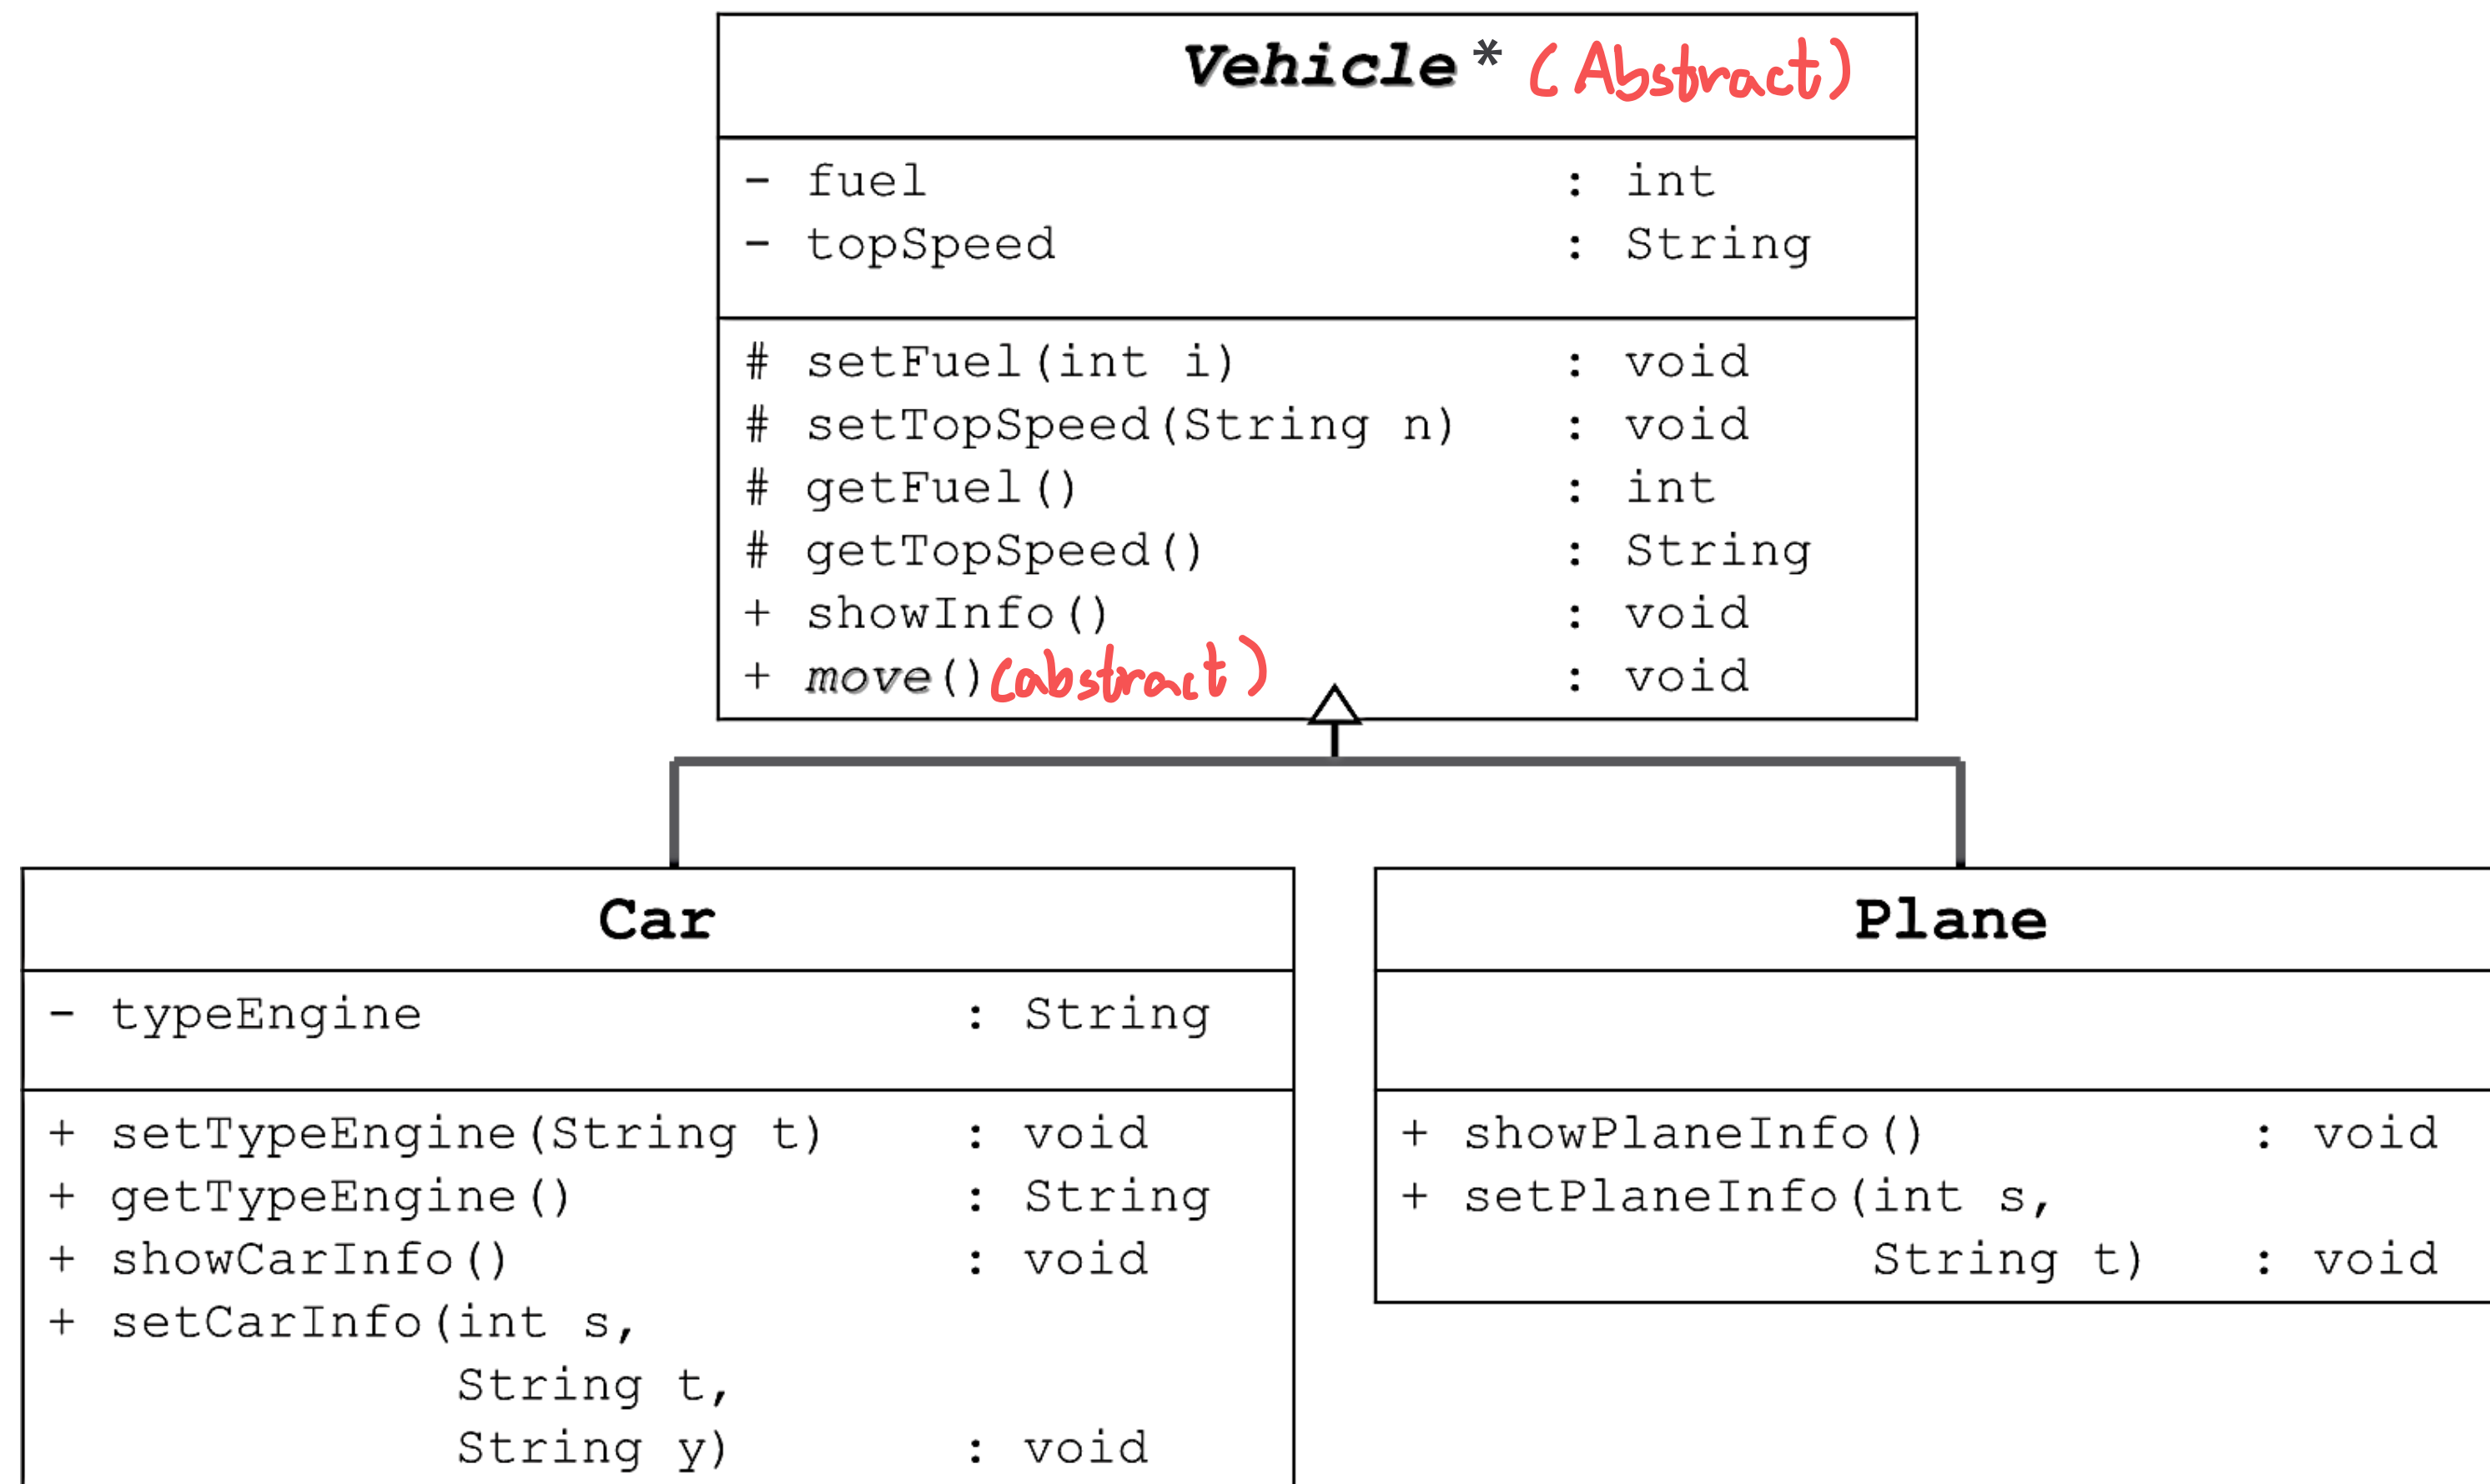 Vehicle* (Abstract)
- fuel : int
- topSpeed : String
# setFuel(int i) : void
# setTopSpeed(String n) : void
# getFuel() : int
# getTopSpeed() : String
+ showInfo() : void
+ move() (abstract) : void
Car
- typeEngine : String
+ setTypeEngine(String t) : void
+ getTypeEngine() : String
+ showCarInfo() : void
+ setCarInfo(int s,
String t,
String y) : void
Plane
+ showPlaneInfo() : void
+ setPlaneInfo(int s,
String t) : void